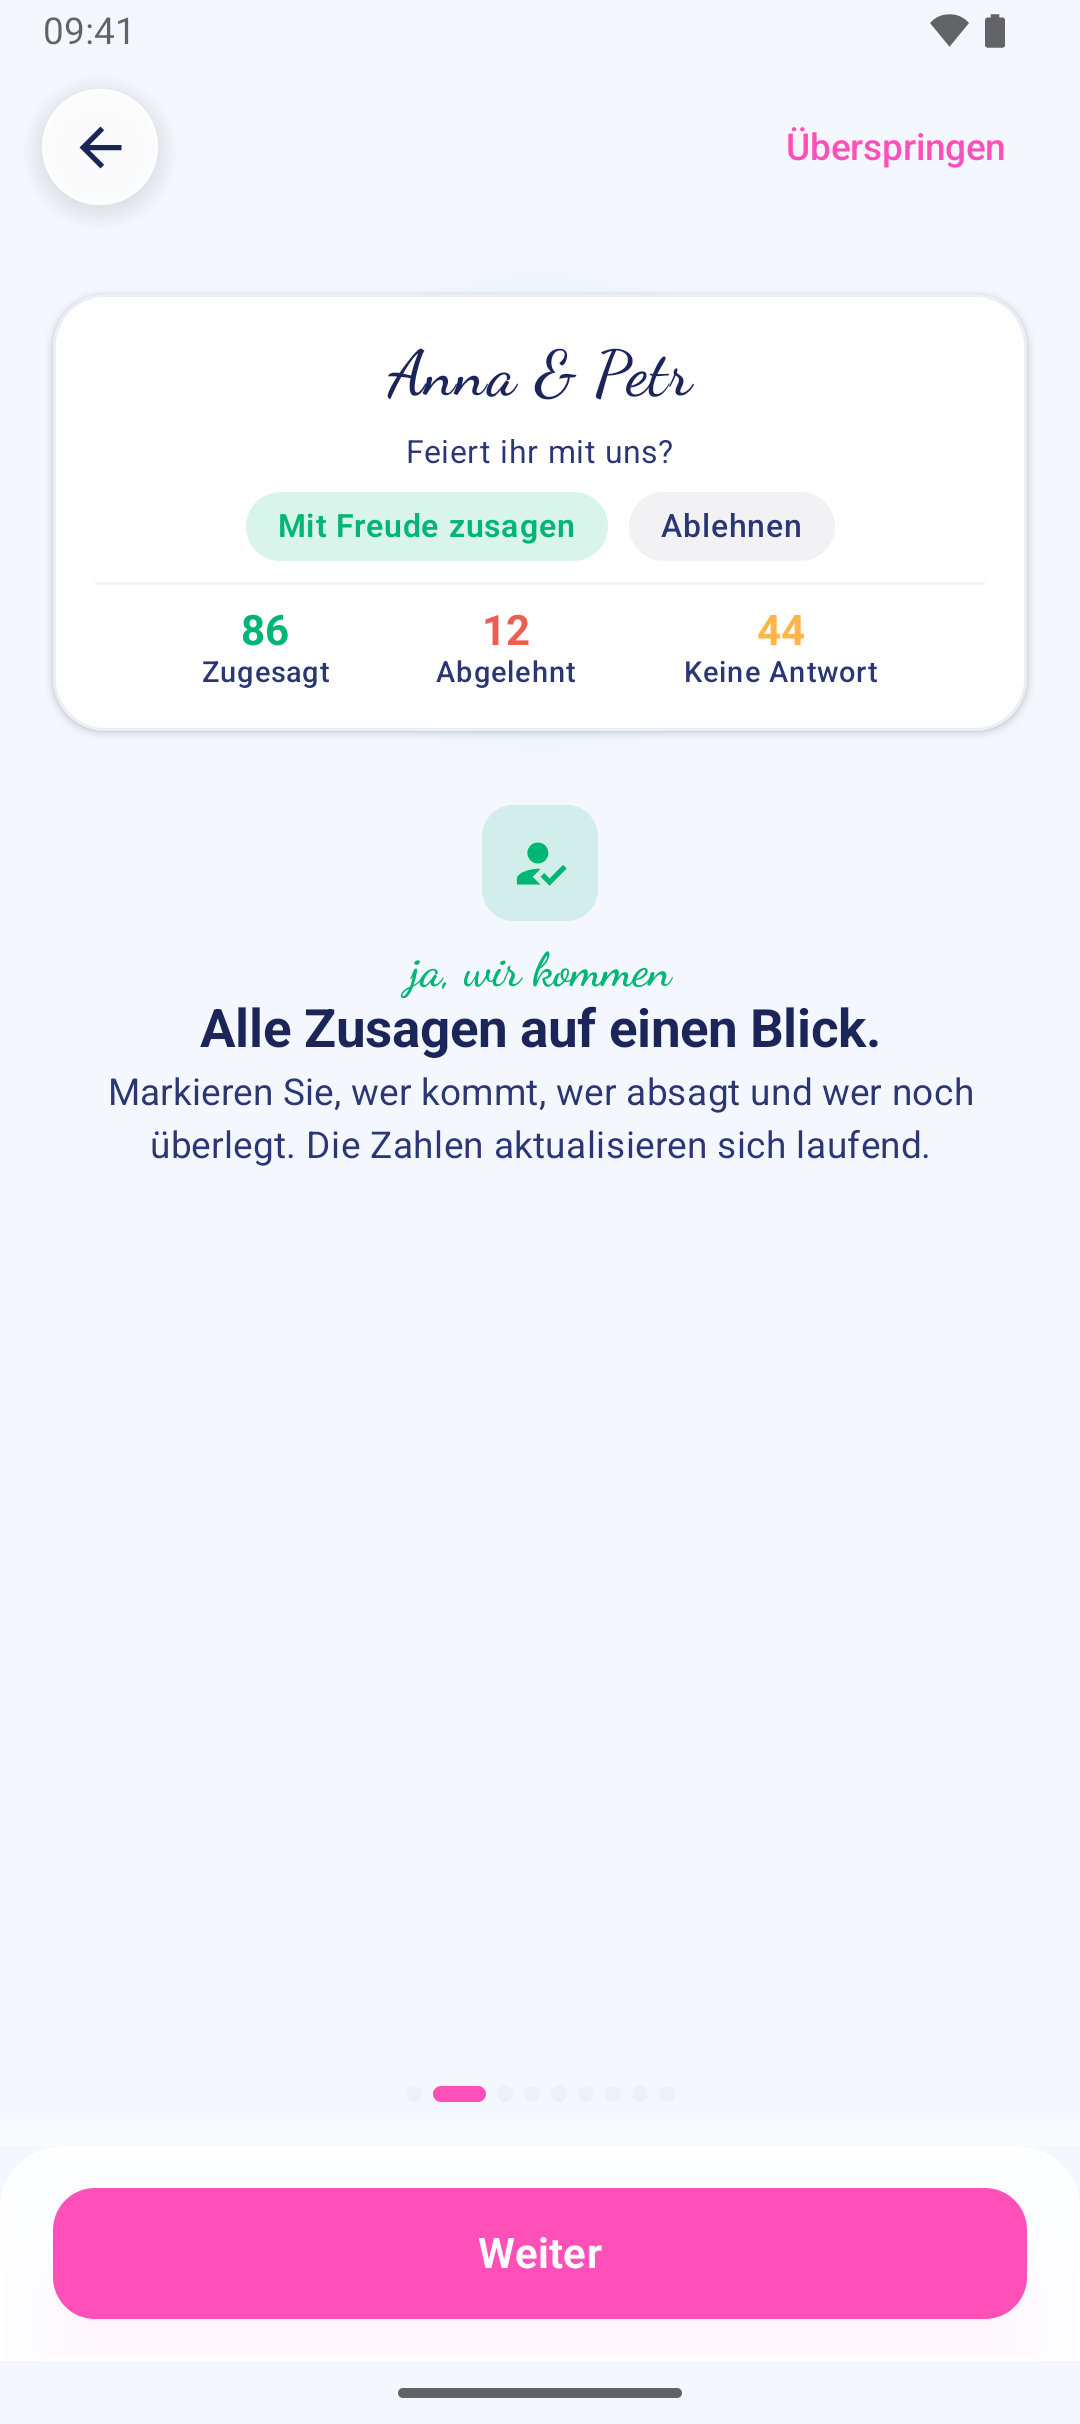 09:41
Überspringen
Anna & Petr
Feiert ihr mit uns?
Mit Freude zusagen
Ablehnen
86
Zugesagt
12
Abgelehnt
44
Keine Antwort
ja, wir kommen
Alle Zusagen auf einen Blick.
Markieren Sie, wer kommt, wer absagt und wer noch
überlegt. Die Zahlen aktualisieren sich laufend.
Weiter